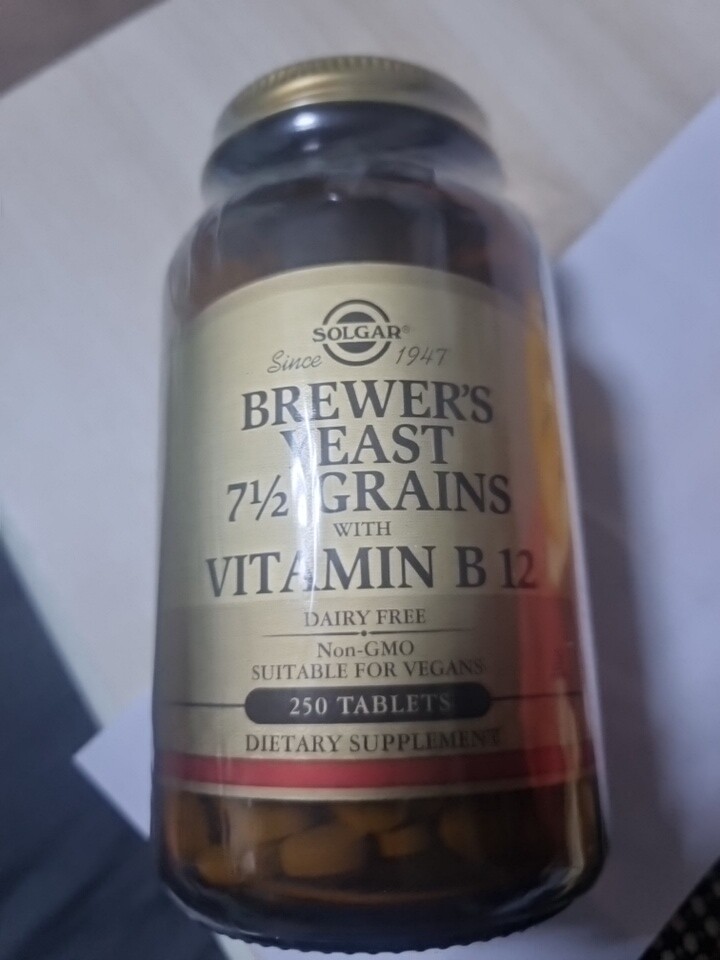 SOLGAR®
Since 1947
BREWER'S
YEAST
7½ GRAINS
WITH
VITAMIN B 12
DAIRY FREE
Non-GMO
SUITABLE FOR VEGANS
250 TABLETS
DIETARY SUPPLEMENT